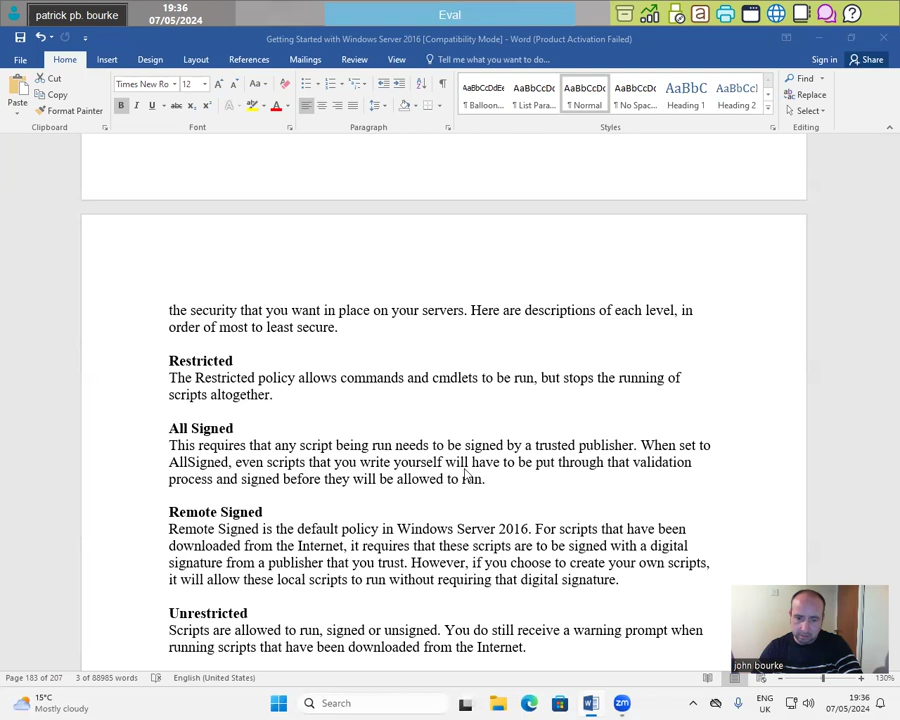 patrick pb. bourke
19:36
07/05/2024
Eval
Getting Started with Windows Server 2016 [Compatibility Mode] - Word (Product Activation Failed)
File Home Insert Design Layout References Mailings Review View Tell me what you want to do... Sign in Share
Paste
Cut
Copy
Format Painter
Times New Ro 12 Aa
B I U abc x₂ x² A
AaBbCcDdEe AaBbCcDc AaBbCcDc AaBbCcDc AaBbC AaBbCcl
¶ Balloon... ¶ List Para... ¶ Normal ¶ No Spac... Heading 1 Heading 2
Find
Replace
Select
Clipboard Font Paragraph Styles Editing
the security that you want in place on your servers. Here are descriptions of each level, in
order of most to least secure.
Restricted
The Restricted policy allows commands and cmdlets to be run, but stops the running of
scripts altogether.
All Signed
This requires that any script being run needs to be signed by a trusted publisher. When set to
AllSigned, even scripts that you write yourself will have to be put through that validation
process and signed before they will be allowed to run.
Remote Signed
Remote Signed is the default policy in Windows Server 2016. For scripts that have been
downloaded from the Internet, it requires that these scripts are to be signed with a digital
signature from a publisher that you trust. However, if you choose to create your own scripts,
it will allow these local scripts to run without requiring that digital signature.
Unrestricted
Scripts are allowed to run, signed or unsigned. You do still receive a warning prompt when
running scripts that have been downloaded from the Internet.
john bourke
Page 183 of 207 3 of 88985 words English (United States) 130%
15°C
Mostly cloudy
Search
ENG
UK
19:36
07/05/2024